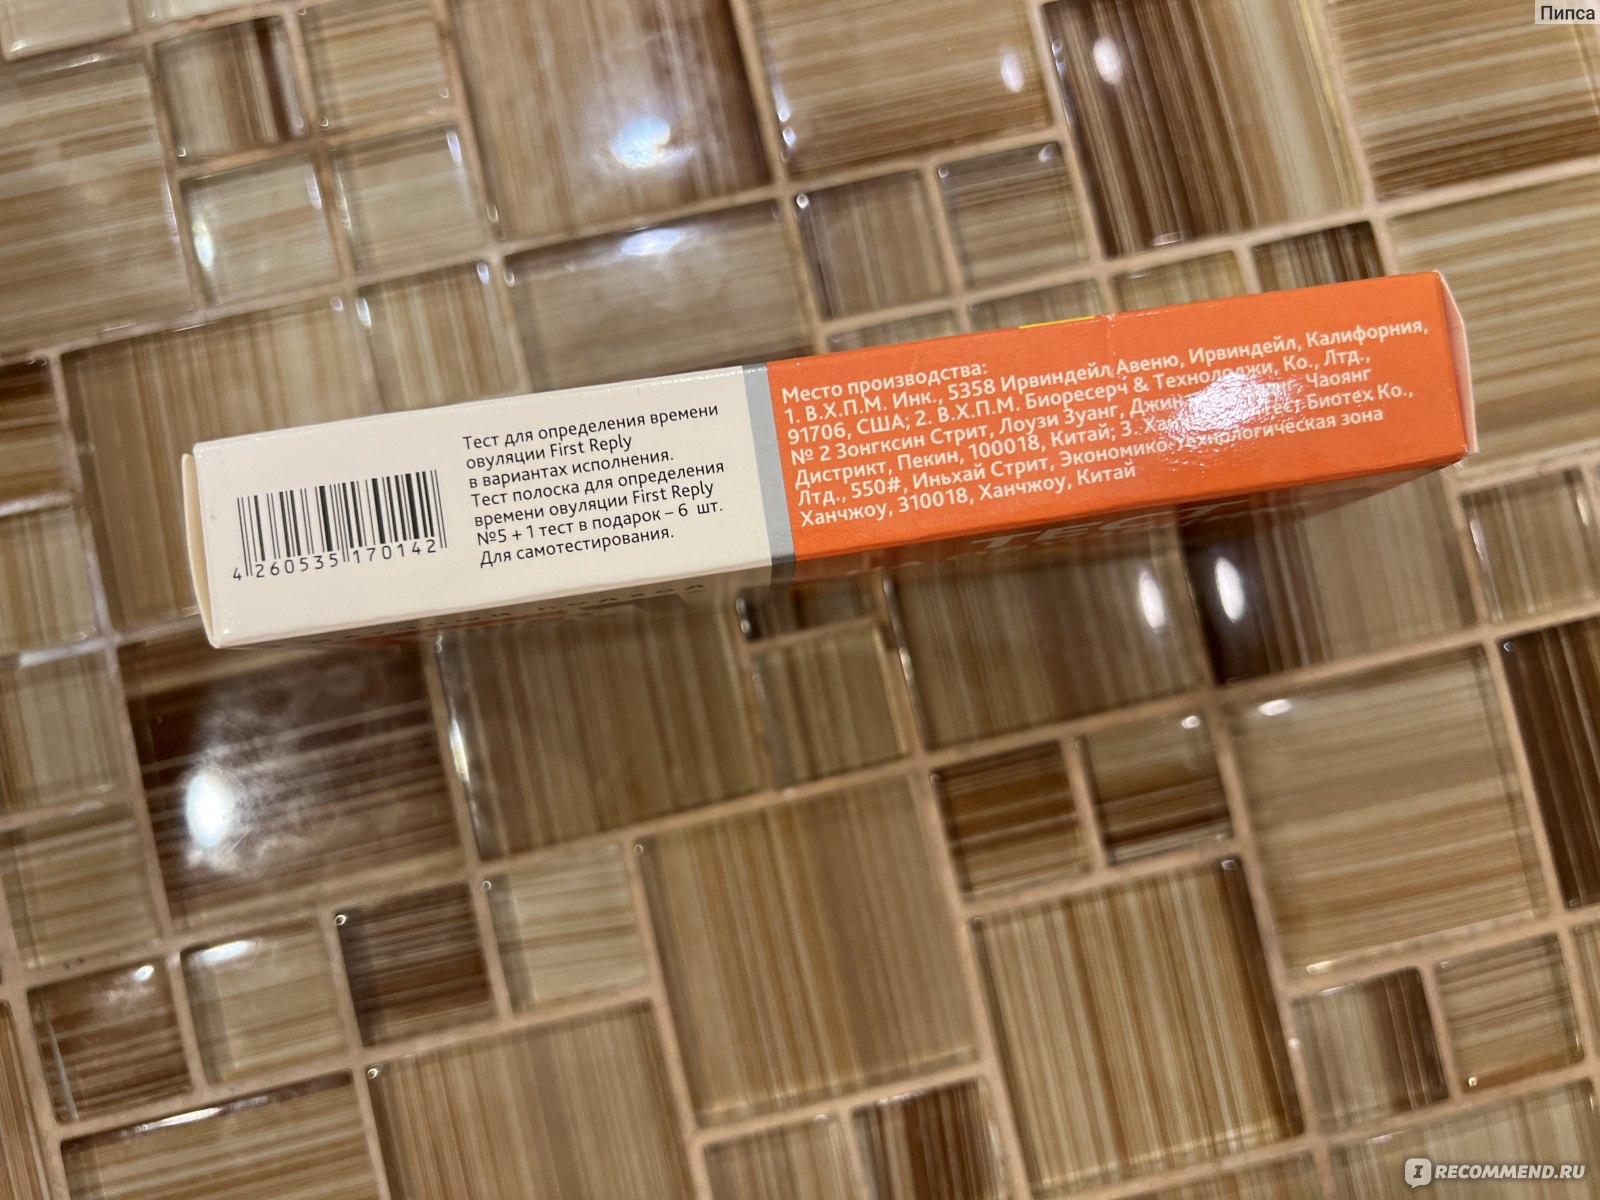 Пипса
Тест для определения времени
овуляции First Reply
в вариантах исполнения.
Тест полоска для определения
времени овуляции First Reply
№5 + 1 тест в подарок – 6 шт.
Для самотестирования.
4 260535 170142
Место производства:
1. В.Х.П.М. Инк., 5358 Ирвиндейл Авеню, Ирвиндейл, Калифорния,
91706, США; 2. В.Х.П.М. Биоресерч & Технолоджи, Ко., Лтд.,
№ 2 Зонгксин Стрит, Лоузи Зуанг, Чаоянг
Дистрикт, Пекин, 100018, Китай; 3. Биотех Ко.,
Лтд., 550#, Иньхай Стрит, Экономико-технологическая зона
Ханчжоу, 310018, Ханчжоу, Китай
ТЕСТ
IRECOMMEND.RU